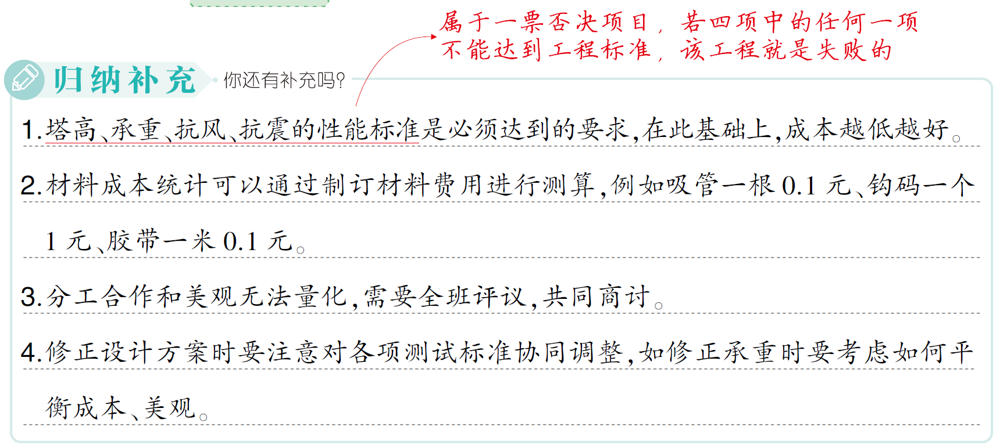 属于一票否决项目，若四项中的任何一项
不能达到工程标准，该工程就是失败的
归纳补充 你还有补充吗？
1.塔高、承重、抗风、抗震的性能标准是必须达到的要求,在此基础上,成本越低越好。
2.材料成本统计可以通过制订材料费用进行测算,例如吸管一根0.1元、钩码一个
1元、胶带一米0.1元。
3.分工合作和美观无法量化,需要全班评议,共同商讨。
4.修正设计方案时要注意对各项测试标准协同调整,如修正承重时要考虑如何平
衡成本、美观。